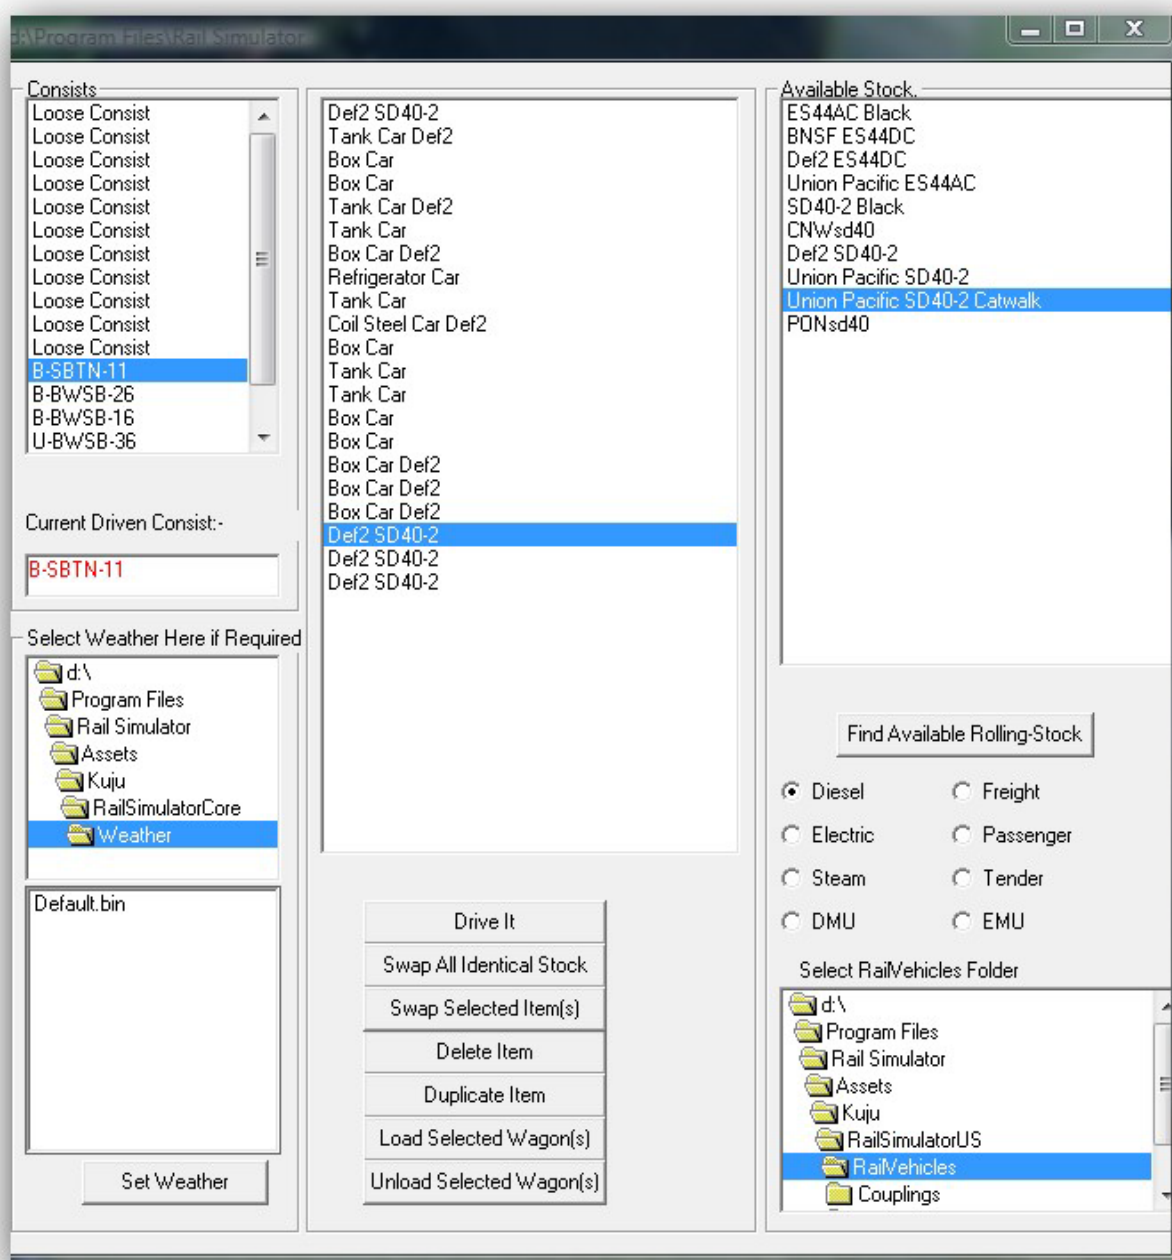 d:\Program Files\Rail Simulator
Consists
Loose Consist
Loose Consist
Loose Consist
Loose Consist
Loose Consist
Loose Consist
Loose Consist
Loose Consist
Loose Consist
Loose Consist
Loose Consist
B-SBTN-11
B-BWSB-26
B-BWSB-16
U-BWSB-36
Current Driven Consist:-
B-SBTN-11
Select Weather Here if Required
d:\
Program Files
Rail Simulator
Assets
Kuju
RailSimulatorCore
Weather
Default.bin
Set Weather
Def2 SD40-2
Tank Car Def2
Box Car
Box Car
Tank Car Def2
Tank Car
Box Car Def2
Refrigerator Car
Tank Car
Coil Steel Car Def2
Box Car
Tank Car
Tank Car
Box Car
Box Car
Box Car Def2
Box Car Def2
Box Car Def2
Def2 SD40-2
Def2 SD40-2
Def2 SD40-2
Drive It
Swap All Identical Stock
Swap Selected Item(s)
Delete Item
Duplicate Item
Load Selected Wagon(s)
Unload Selected Wagon(s)
Available Stock.
ES44AC Black
BNSF ES44DC
Def2 ES44DC
Union Pacific ES44AC
SD40-2 Black
CNWsd40
Def2 SD40-2
Union Pacific SD40-2
Union Pacific SD40-2 Catwalk
PONsd40
Find Available Rolling-Stock
Diesel Freight
Electric Passenger
Steam Tender
DMU EMU
Select RailVehicles Folder
d:\
Program Files
Rail Simulator
Assets
Kuju
RailSimulatorUS
RailVehicles
Couplings